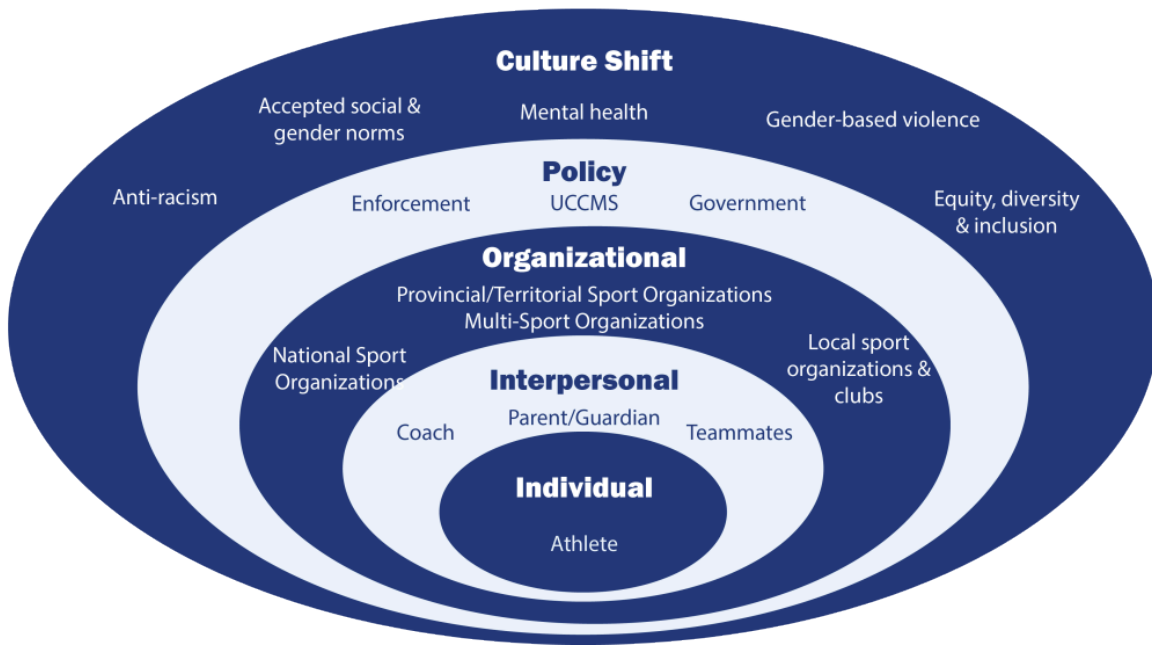 Culture Shift
Accepted social &
gender norms
Mental health
Gender-based violence
Anti-racism
Equity, diversity
& inclusion
Policy
Enforcement
UCCMS
Government
Organizational
Provincial/Territorial Sport Organizations
Multi-Sport Organizations
National Sport
Organizations
Local sport
organizations &
clubs
Interpersonal
Parent/Guardian
Coach
Teammates
Individual
Athlete